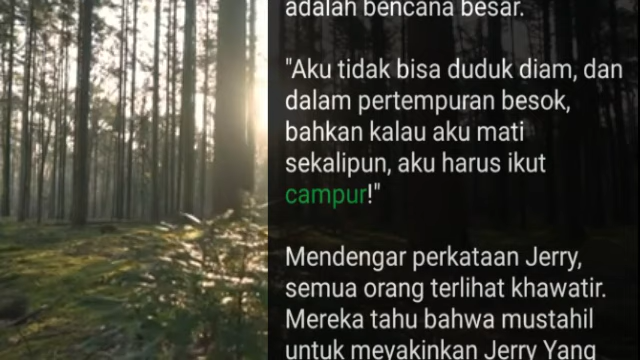 adalah bencana besar.
"Aku tidak bisa duduk diam, dan
dalam pertempuran besok,
bahkan kalau aku mati
sekalipun, aku harus ikut
campur!"
Mendengar perkataan Jerry,
semua orang terlihat khawatir.
Mereka tahu bahwa mustahil
untuk meyakinkan Jerry Yang